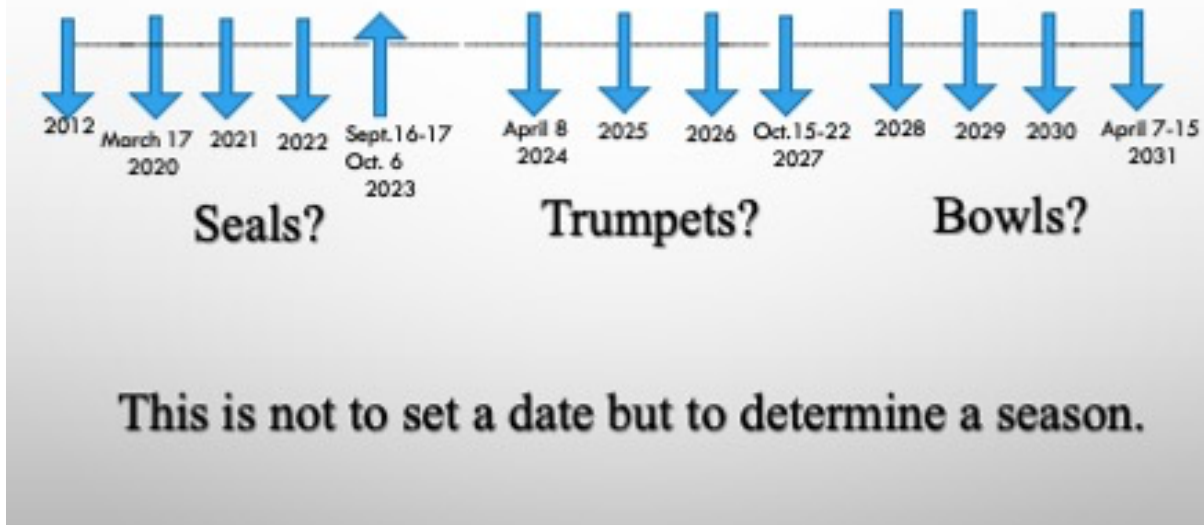 2012
March 17
2020
2021
2022
Sept.16-17
Oct. 6
2023
April 8
2024
2025
2026
Oct.15-22
2027
2028
2029
2030
April 7-15
2031
Seals?
Trumpets?
Bowls?
This is not to set a date but to determine a season.